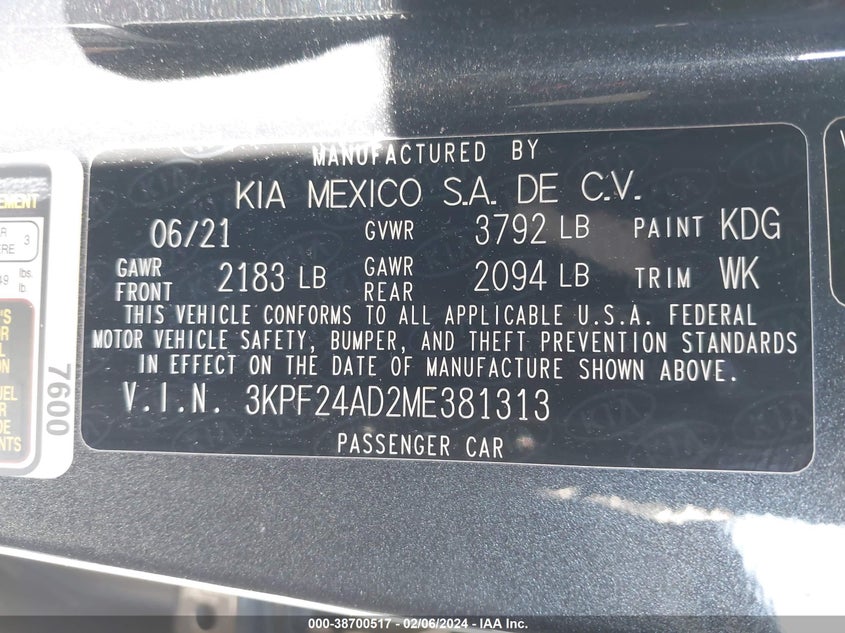 MANUFACTURED BY
KIA MEXICO S.A. DE C.V.
06/21 GVWR 3792 LB PAINT KDG
GAWR FRONT 2183 LB GAWR REAR 2094 LB TRIM WK
THIS VEHICLE CONFORMS TO ALL APPLICABLE U.S.A. FEDERAL
MOTOR VEHICLE SAFETY, BUMPER, AND THEFT PREVENTION STANDARDS
IN EFFECT ON THE DATE OF MANUFACTURE SHOWN ABOVE.
V.I.N. 3KPF24AD2ME381313
PASSENGER CAR
7600
000-38700517 - 02/06/2024 - IAA Inc.